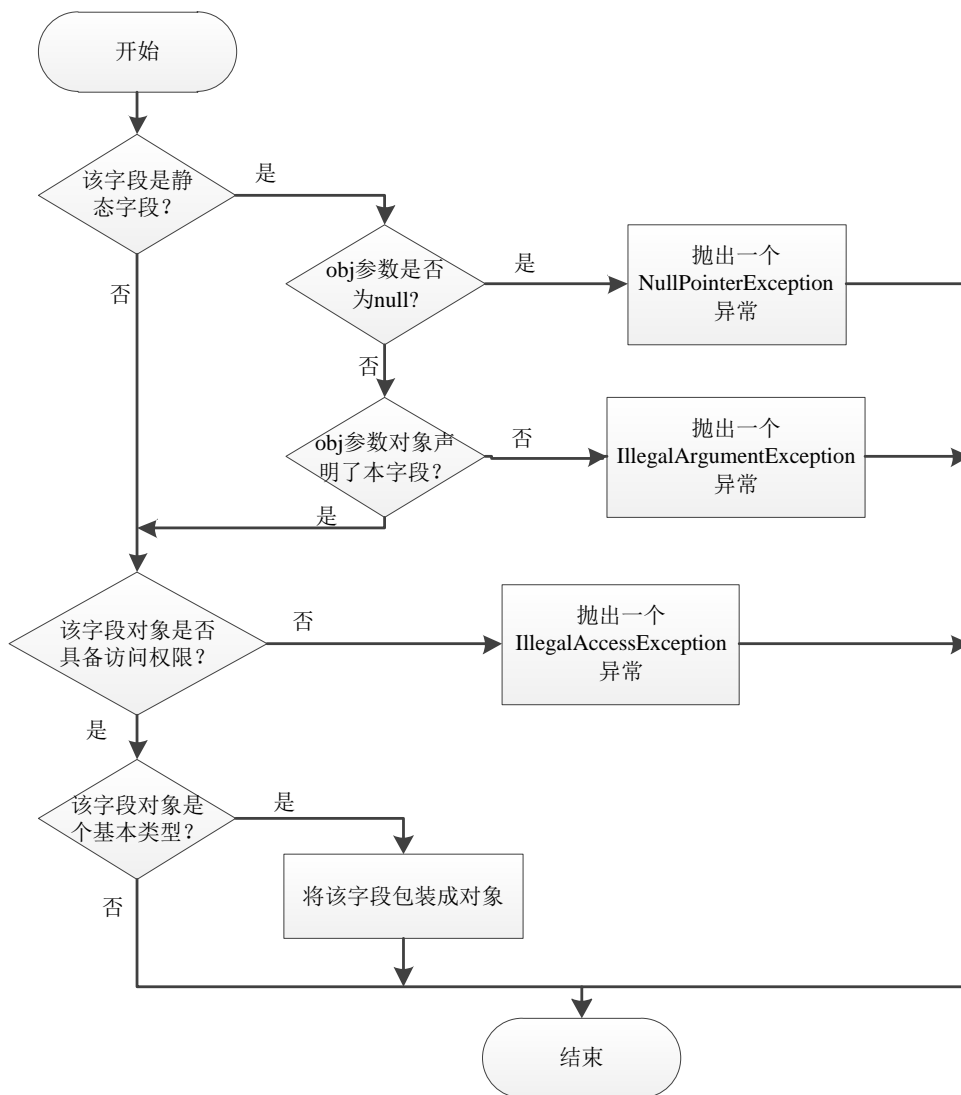 开始
该字段是静
态字段？
是
否
obj参数是否
为null?
是
抛出一个
NullPointerException
异常
否
obj参数对象声
明了本字段？
否
抛出一个
IllegalArgumentException
异常
是
该字段对象是否
具备访问权限？
否
抛出一个
IllegalAccessException
异常
是
该字段对象是
个基本类型？
是
将该字段包装成对象
否
结束